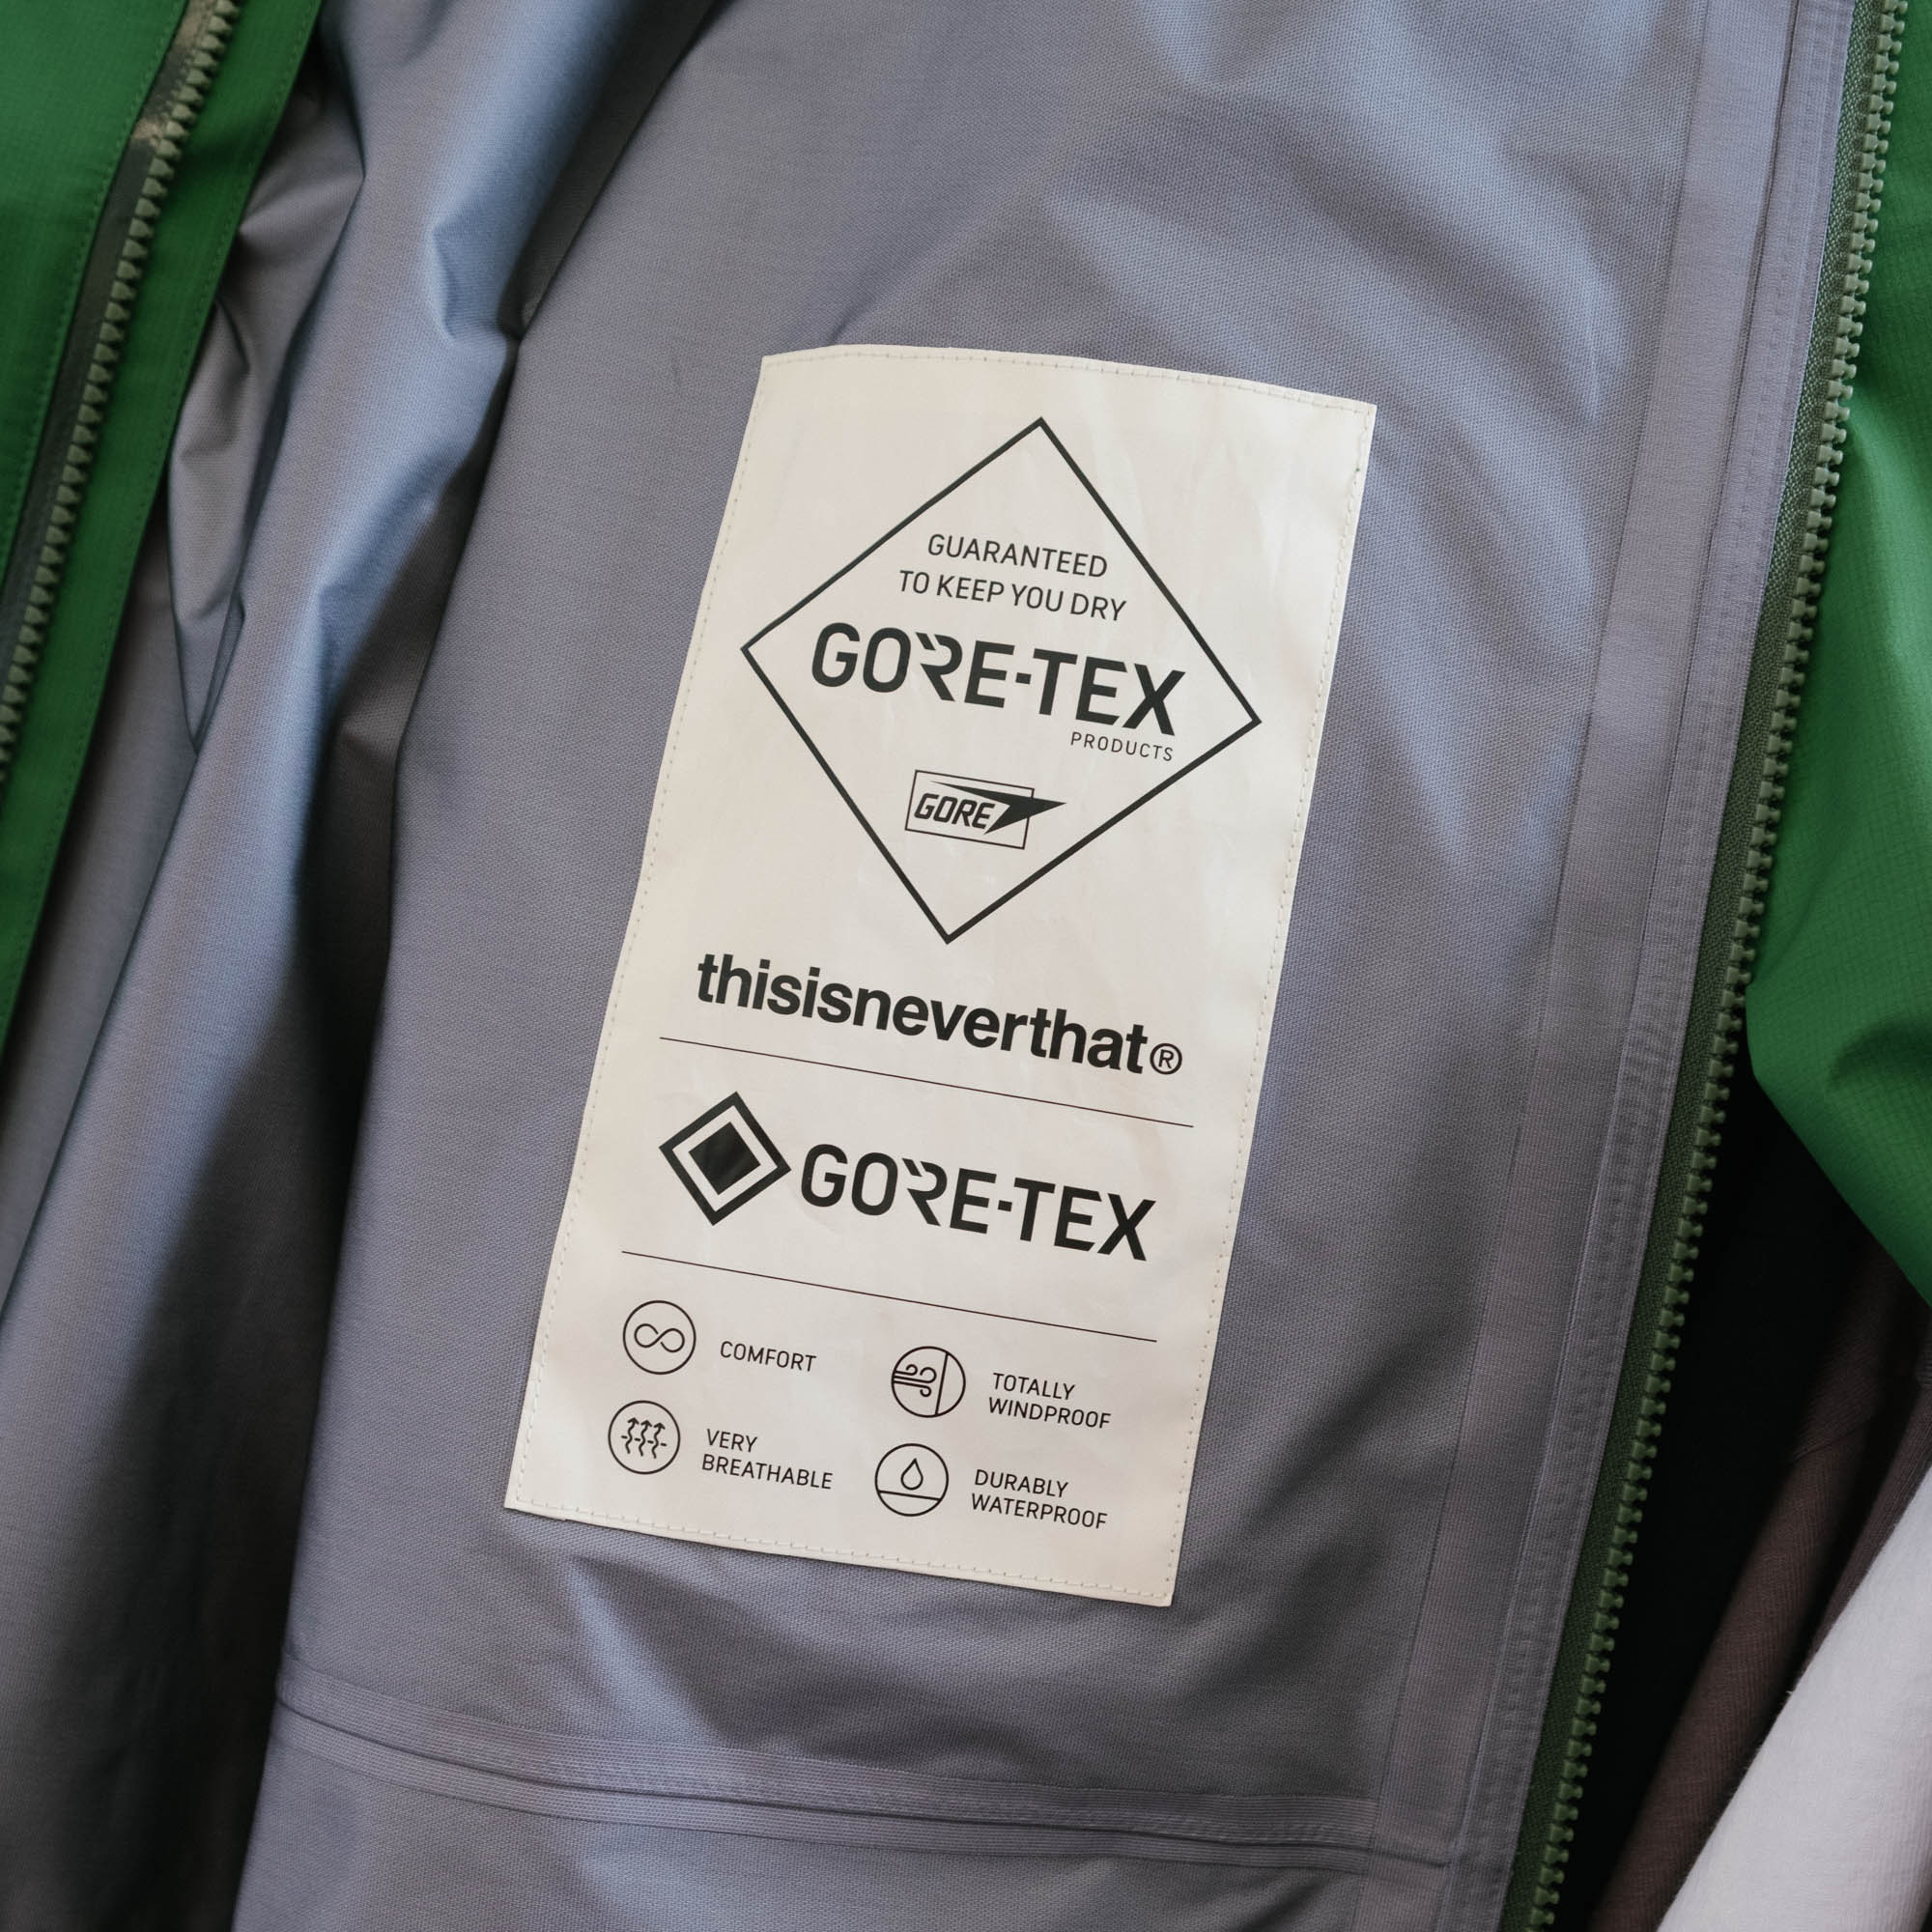 GUARANTEED
TO KEEP YOU DRY
GORE-TEX
PRODUCTS
GORE
thisisneverthat®
GORE-TEX
COMFORT
TOTALLY
WINDPROOF
VERY
BREATHABLE
DURABLY
WATERPROOF